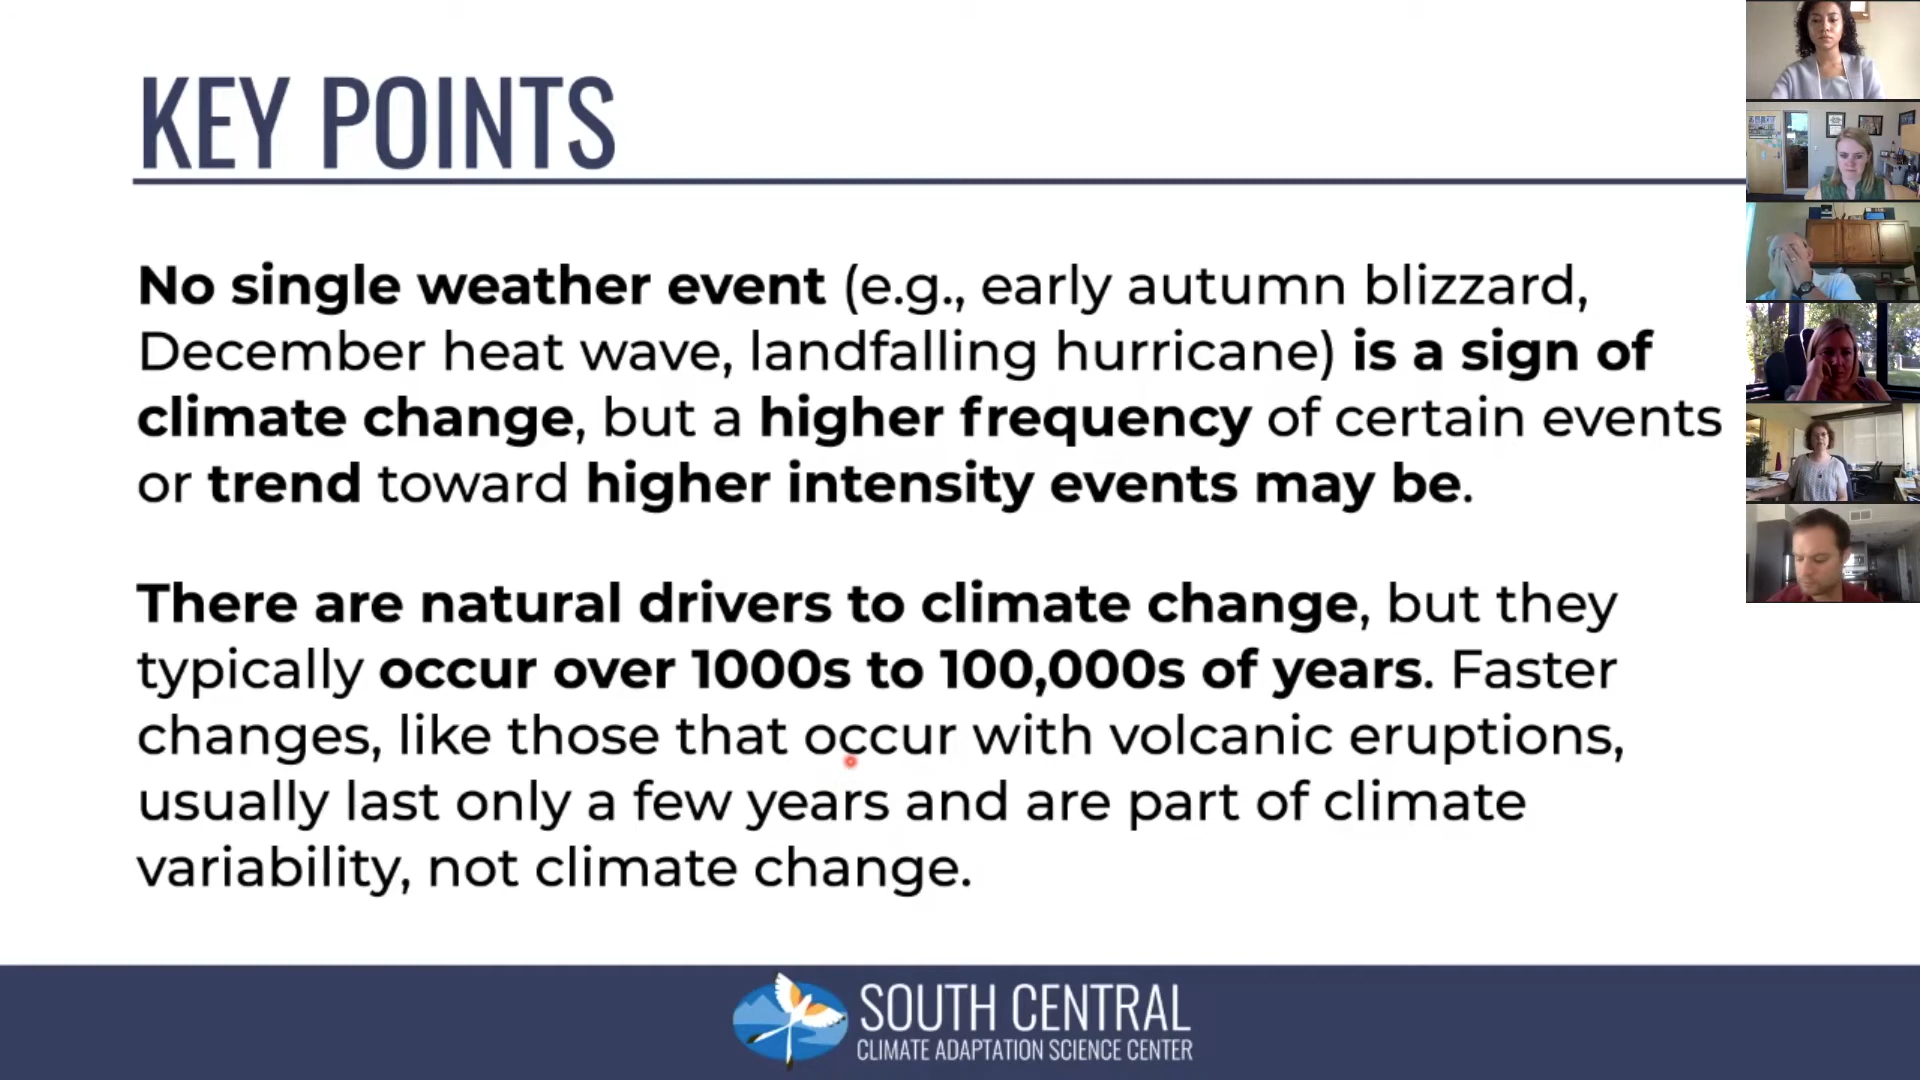 KEY POINTS
No single weather event (e.g., early autumn blizzard,
December heat wave, landfalling hurricane) is a sign of
climate change, but a higher frequency of certain events
or trend toward higher intensity events may be.
There are natural drivers to climate change, but they
typically occur over 1000s to 100,000s of years. Faster
changes, like those that occur with volcanic eruptions,
usually last only a few years and are part of climate
variability, not climate change.
SOUTH CENTRAL
CLIMATE ADAPTATION SCIENCE CENTER